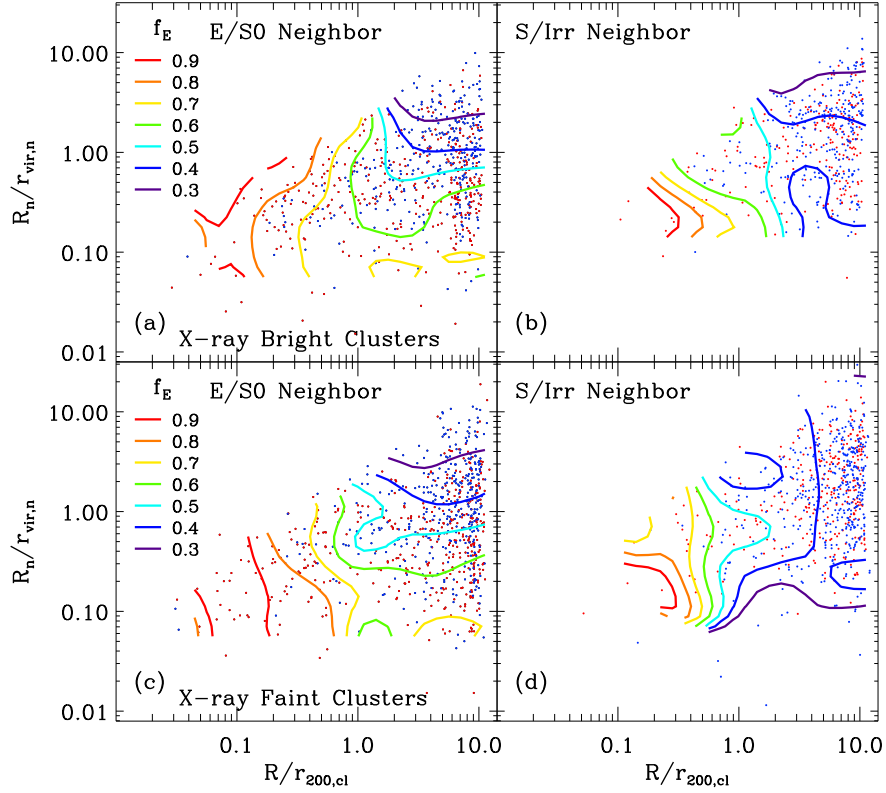 f_E E/S0 Neighbor
0.9
0.8
0.7
0.6
0.5
0.4
0.3
(a)
X-ray Bright Clusters
S/Irr Neighbor
(b)
10.00
1.00
0.10
0.01
R_n/r_vir,n
f_E E/S0 Neighbor
0.9
0.8
0.7
0.6
0.5
0.4
0.3
(c)
X-ray Faint Clusters
S/Irr Neighbor
(d)
10.00
1.00
0.10
0.01
R_n/r_vir,n
0.1 1.0 10.0
R/r_200,cl
0.1 1.0 10.0
R/r_200,cl